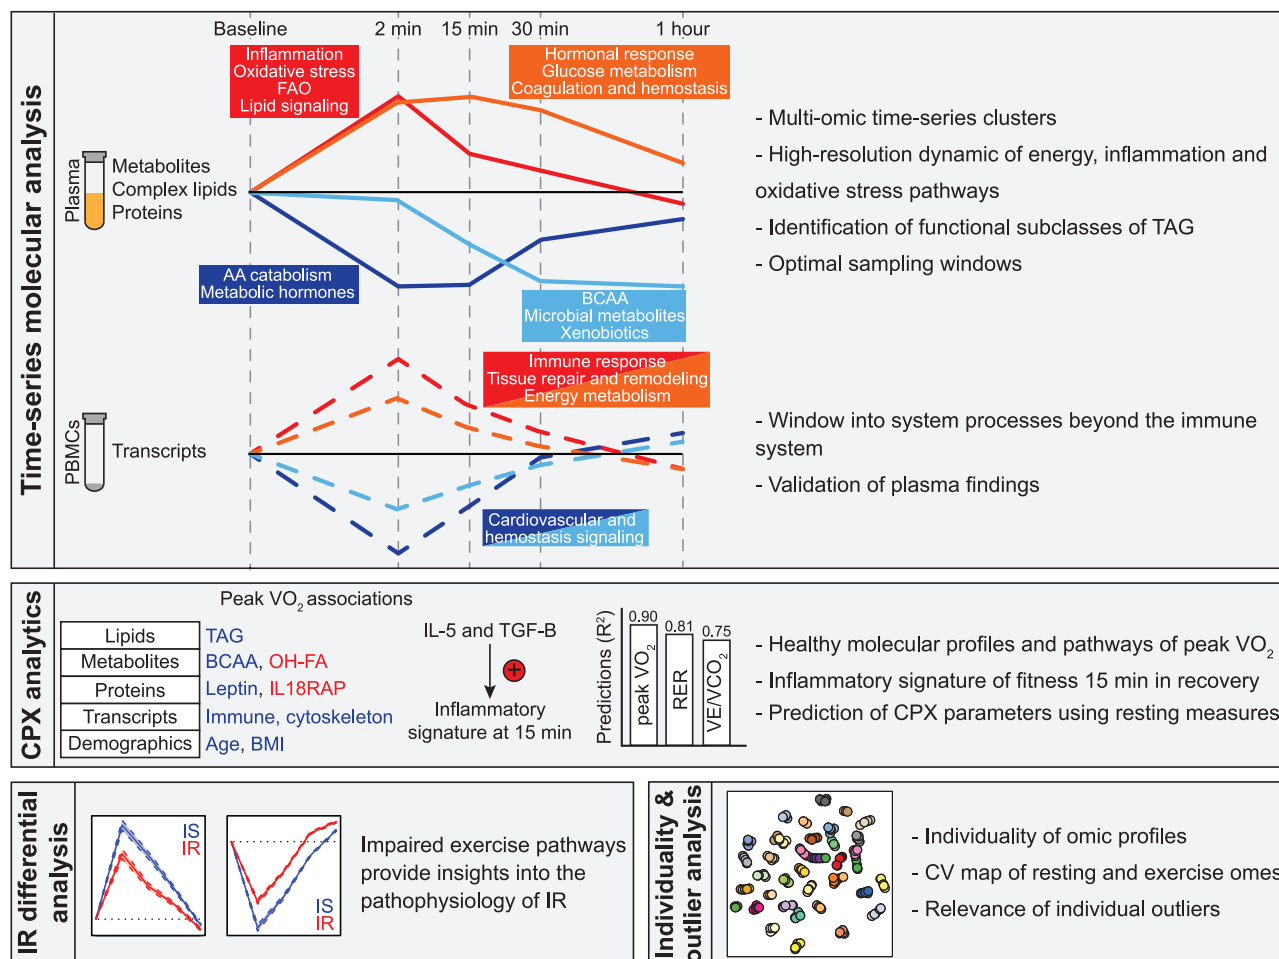 Time-series molecular analysis
Baseline
2 min
15 min
30 min
1 hour
Inflammation
Oxidative stress
FAO
Lipid signaling
Hormonal response
Glucose metabolism
Coagulation and hemostasis
Plasma
Metabolites
Complex lipids
Proteins
AA catabolism
Metabolic hormones
BCAA
Microbial metabolites
Xenobiotics
- Multi-omic time-series clusters
- High-resolution dynamic of energy, inflammation and
oxidative stress pathways
- Identification of functional subclasses of TAG
- Optimal sampling windows
PBMCs
Transcripts
Immune response
Tissue repair and remodeling
Energy metabolism
Cardiovascular and
hemostasis signaling
- Window into system processes beyond the immune
system
- Validation of plasma findings
CPX analytics
Peak VO2 associations
Lipids TAG
Metabolites BCAA, OH-FA
Proteins Leptin, IL18RAP
Transcripts Immune, cytoskeleton
Demographics Age, BMI
IL-5 and TGF-B
+
Inflammatory
signature at 15 min
Predictions (R2)
0.90
0.81
0.75
peak VO2
RER
VE/VCO2
- Healthy molecular profiles and pathways of peak VO2
- Inflammatory signature of fitness 15 min in recovery
- Prediction of CPX parameters using resting measures
IR differential
analysis
IS
IR
IS
IR
Impaired exercise pathways
provide insights into the
pathophysiology of IR
Individuality &
outlier analysis
- Individuality of omic profiles
- CV map of resting and exercise omes
- Relevance of individual outliers